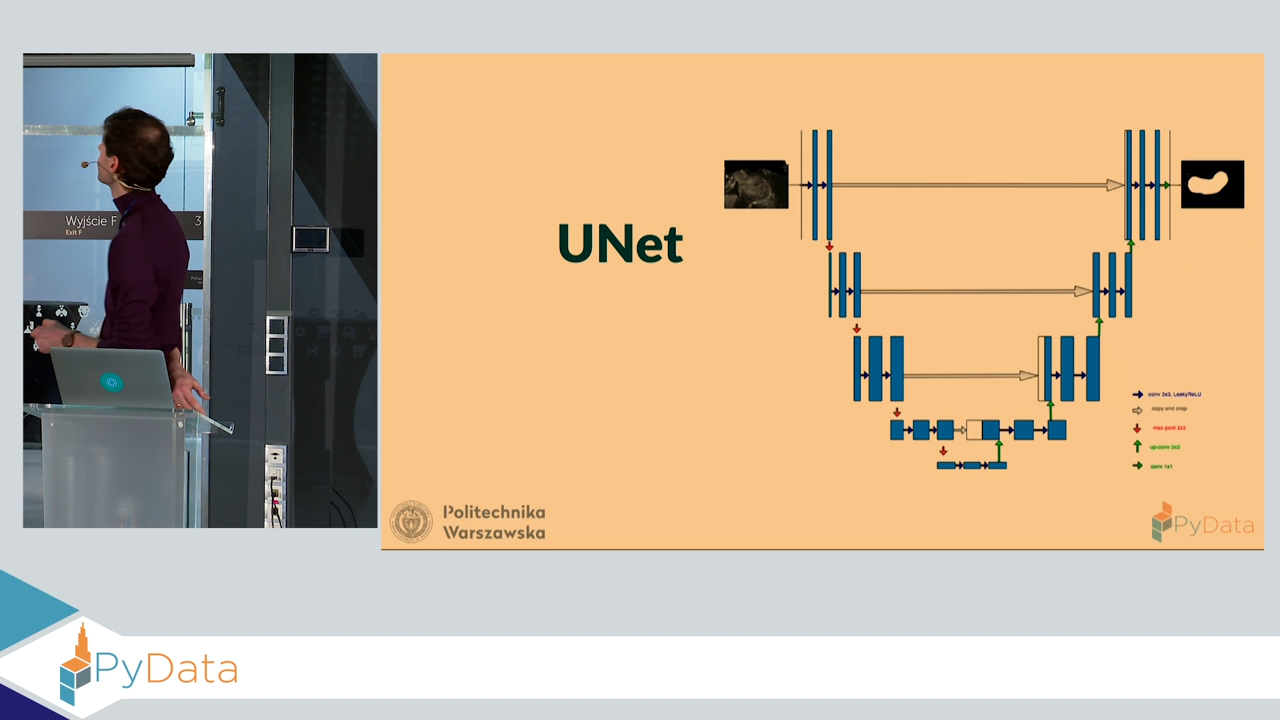 Wyjście F 3
Exit F
UNet
conv 3x3, LeakyReLU
copy and crop
max pool 2x2
up-conv 2x2
conv 1x1
Politechnika
Warszawska
PyData
PyData